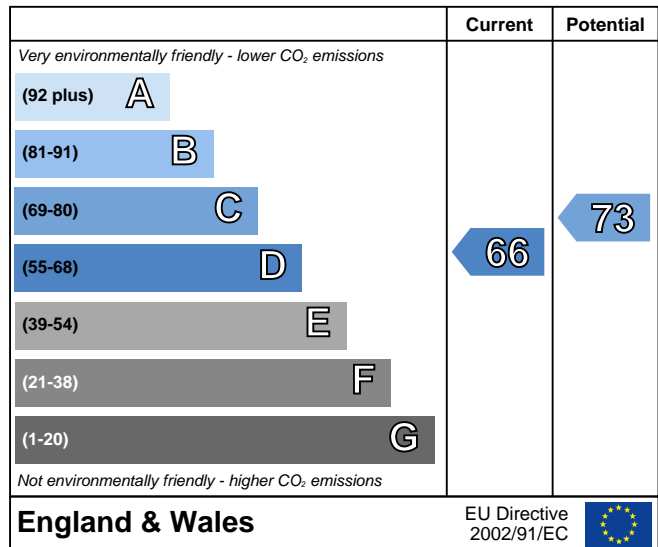 Current Potential
Very environmentally friendly - lower CO₂ emissions
(92 plus) A
(81-91) B
(69-80) C
73
(55-68) D
66
(39-54) E
(21-38) F
(1-20) G
Not environmentally friendly - higher CO₂ emissions
England & Wales
EU Directive
2002/91/EC